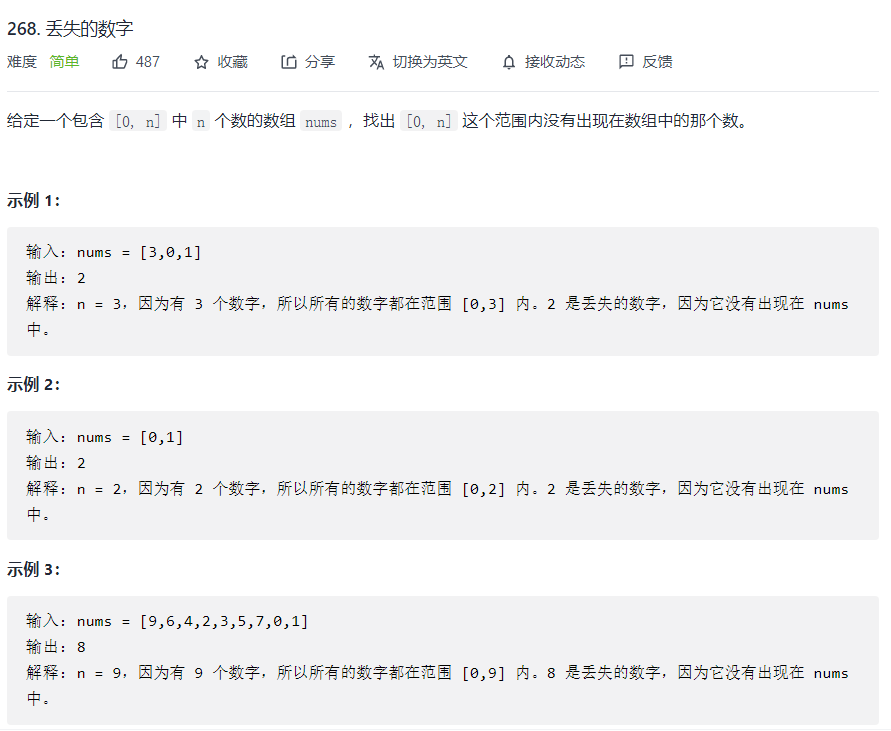 268. 丢失的数字
难度 简单 487 收藏 分享 切换为英文 接收动态 反馈
给定一个包含 [0, n] 中 n 个数的数组 nums ，找出 [0, n] 这个范围内没有出现在数组中的那个数。
示例 1：
输入：nums = [3,0,1]
输出：2
解释：n = 3，因为有 3 个数字，所以所有的数字都在范围 [0,3] 内。2 是丢失的数字，因为它没有出现在 nums
中。
示例 2：
输入：nums = [0,1]
输出：2
解释：n = 2，因为有 2 个数字，所以所有的数字都在范围 [0,2] 内。2 是丢失的数字，因为它没有出现在 nums
中。
示例 3：
输入：nums = [9,6,4,2,3,5,7,0,1]
输出：8
解释：n = 9，因为有 9 个数字，所以所有的数字都在范围 [0,9] 内。8 是丢失的数字，因为它没有出现在 nums
中。